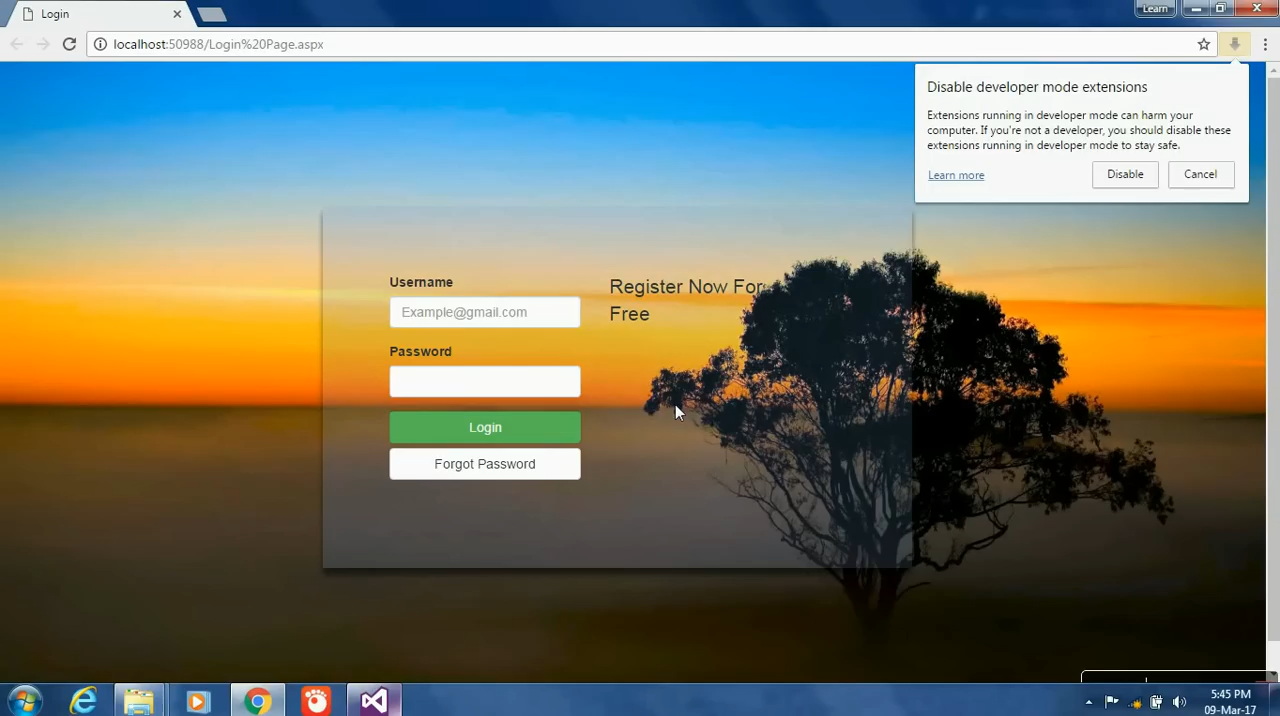 Login
Learn
localhost:50988/Login%20Page.aspx
Disable developer mode extensions
Extensions running in developer mode can harm your
computer. If you're not a developer, you should disable these
extensions running in developer mode to stay safe.
Learn more
Disable
Cancel
Username
Example@gmail.com
Password
Login
Forgot Password
Register Now For
Free
5:45 PM
09-Mar-17